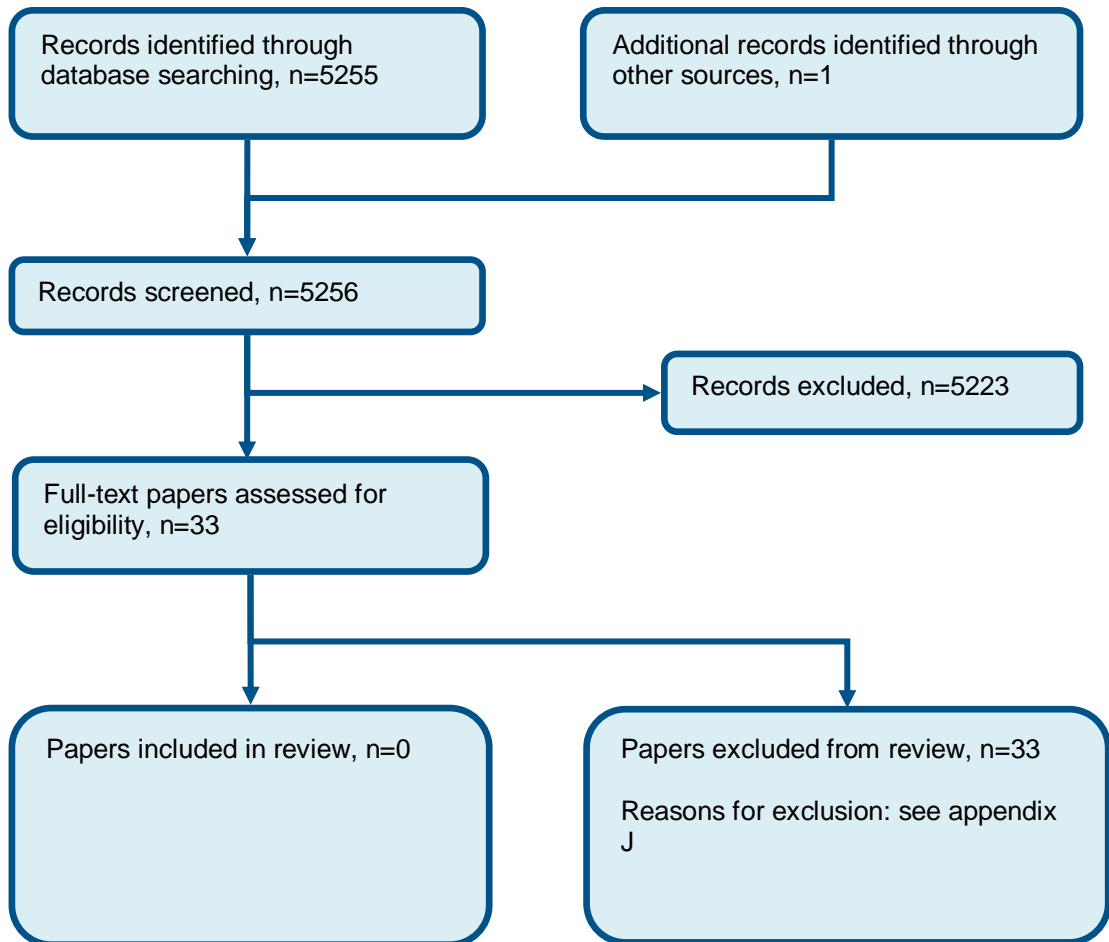 Records identified through
database searching, n=5255
Additional records identified through
other sources, n=1
Records screened, n=5256
Records excluded, n=5223
Full-text papers assessed for
eligibility, n=33
Papers included in review, n=0
Papers excluded from review, n=33
Reasons for exclusion: see appendix
J